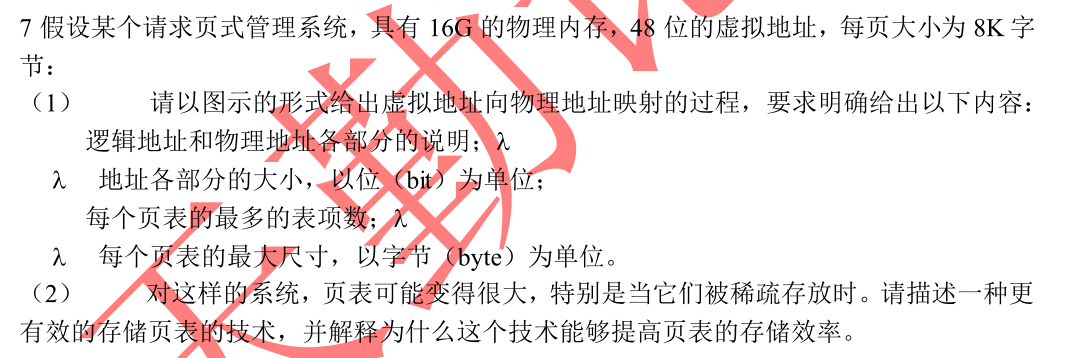 7 假设某个请求页式管理系统，具有 16G 的物理内存，48 位的虚拟地址，每页大小为 8K 字
节：
（1） 请以图示的形式给出虚拟地址向物理地址映射的过程，要求明确给出以下内容：
逻辑地址和物理地址各部分的说明；λ
λ 地址各部分的大小，以位（bit）为单位；
每个页表的最多的表项数；λ
λ 每个页表的最大尺寸，以字节（byte）为单位。
（2） 对这样的系统，页表可能变得很大，特别是当它们被稀疏存放时。请描述一种更
有效的存储页表的技术，并解释为什么这个技术能够提高页表的存储效率。